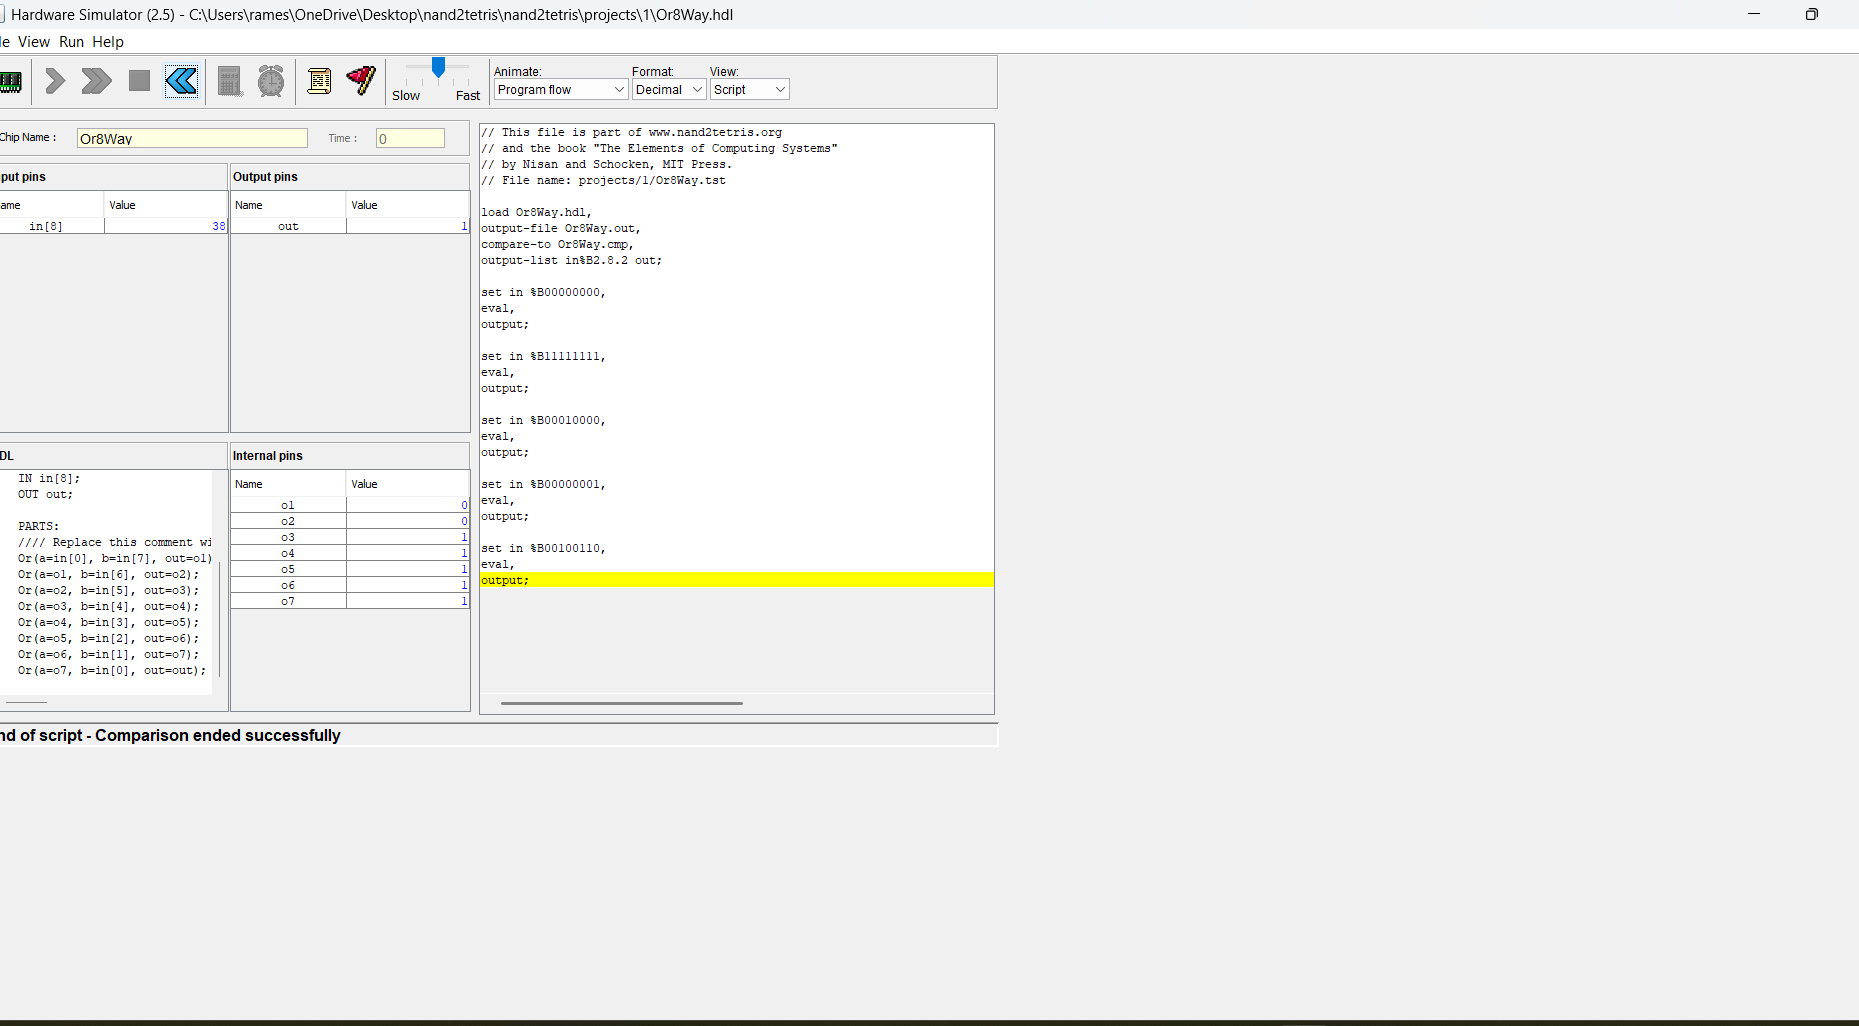 Hardware Simulator (2.5) - C:\Users\rames\OneDrive\Desktop\nand2tetris\nand2tetris\projects\1\Or8Way.hdl
le View Run Help
Slow Fast
Animate: Format: View:
Program flow Decimal Script
Chip Name : Or8Way Time : 0
put pins
ame Value
in[8] 38
Output pins
Name Value
out 1
DL
IN in[8];
OUT out;
PARTS:
//// Replace this comment wi
Or(a=in[0], b=in[7], out=o1)
Or(a=o1, b=in[6], out=o2);
Or(a=o2, b=in[5], out=o3);
Or(a=o3, b=in[4], out=o4);
Or(a=o4, b=in[3], out=o5);
Or(a=o5, b=in[2], out=o6);
Or(a=o6, b=in[1], out=o7);
Or(a=o7, b=in[0], out=out);
Internal pins
Name Value
o1 0
o2 0
o3 1
o4 1
o5 1
o6 1
o7 1
// This file is part of www.nand2tetris.org
// and the book "The Elements of Computing Systems"
// by Nisan and Schocken, MIT Press.
// File name: projects/1/Or8Way.tst
load Or8Way.hdl,
output-file Or8Way.out,
compare-to Or8Way.cmp,
output-list in%B2.8.2 out;
set in %B00000000,
eval,
output;
set in %B11111111,
eval,
output;
set in %B00010000,
eval,
output;
set in %B00000001,
eval,
output;
set in %B00100110,
eval,
output;
nd of script - Comparison ended successfully